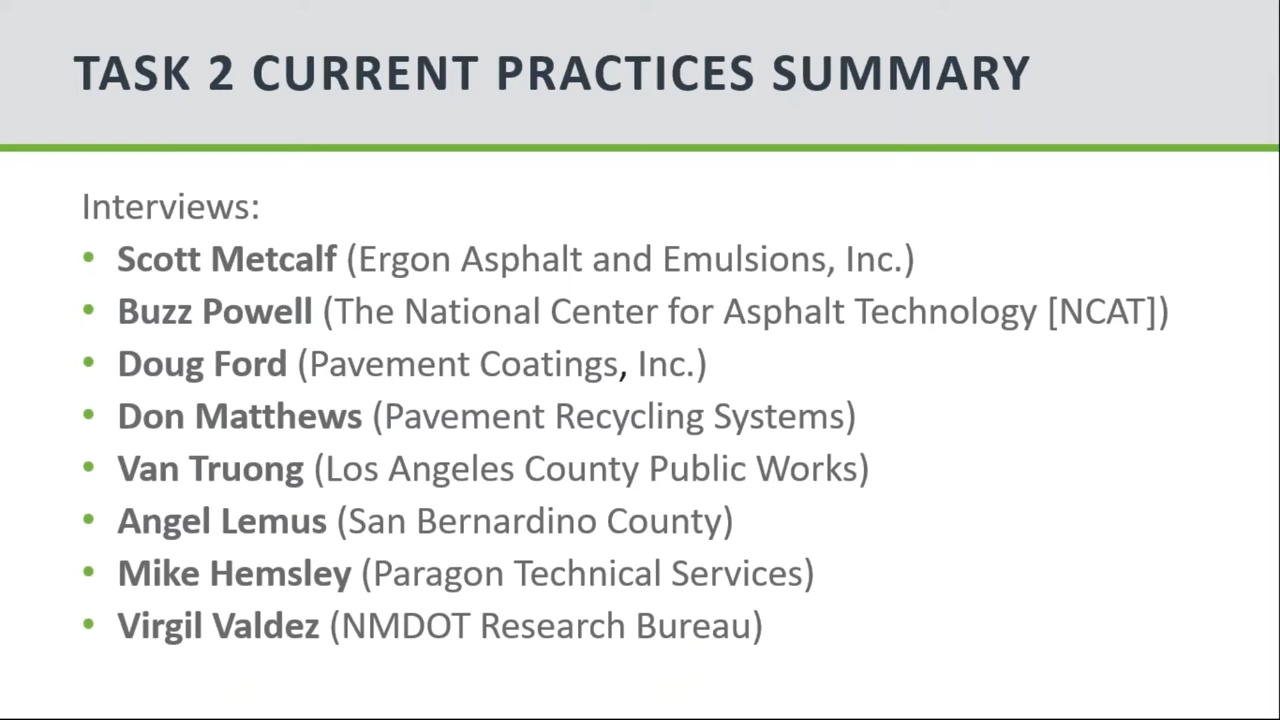 TASK 2 CURRENT PRACTICES SUMMARY
Interviews:
• Scott Metcalf (Ergon Asphalt and Emulsions, Inc.)
• Buzz Powell (The National Center for Asphalt Technology [NCAT])
• Doug Ford (Pavement Coatings, Inc.)
• Don Matthews (Pavement Recycling Systems)
• Van Truong (Los Angeles County Public Works)
• Angel Lemus (San Bernardino County)
• Mike Hemsley (Paragon Technical Services)
• Virgil Valdez (NMDOT Research Bureau)